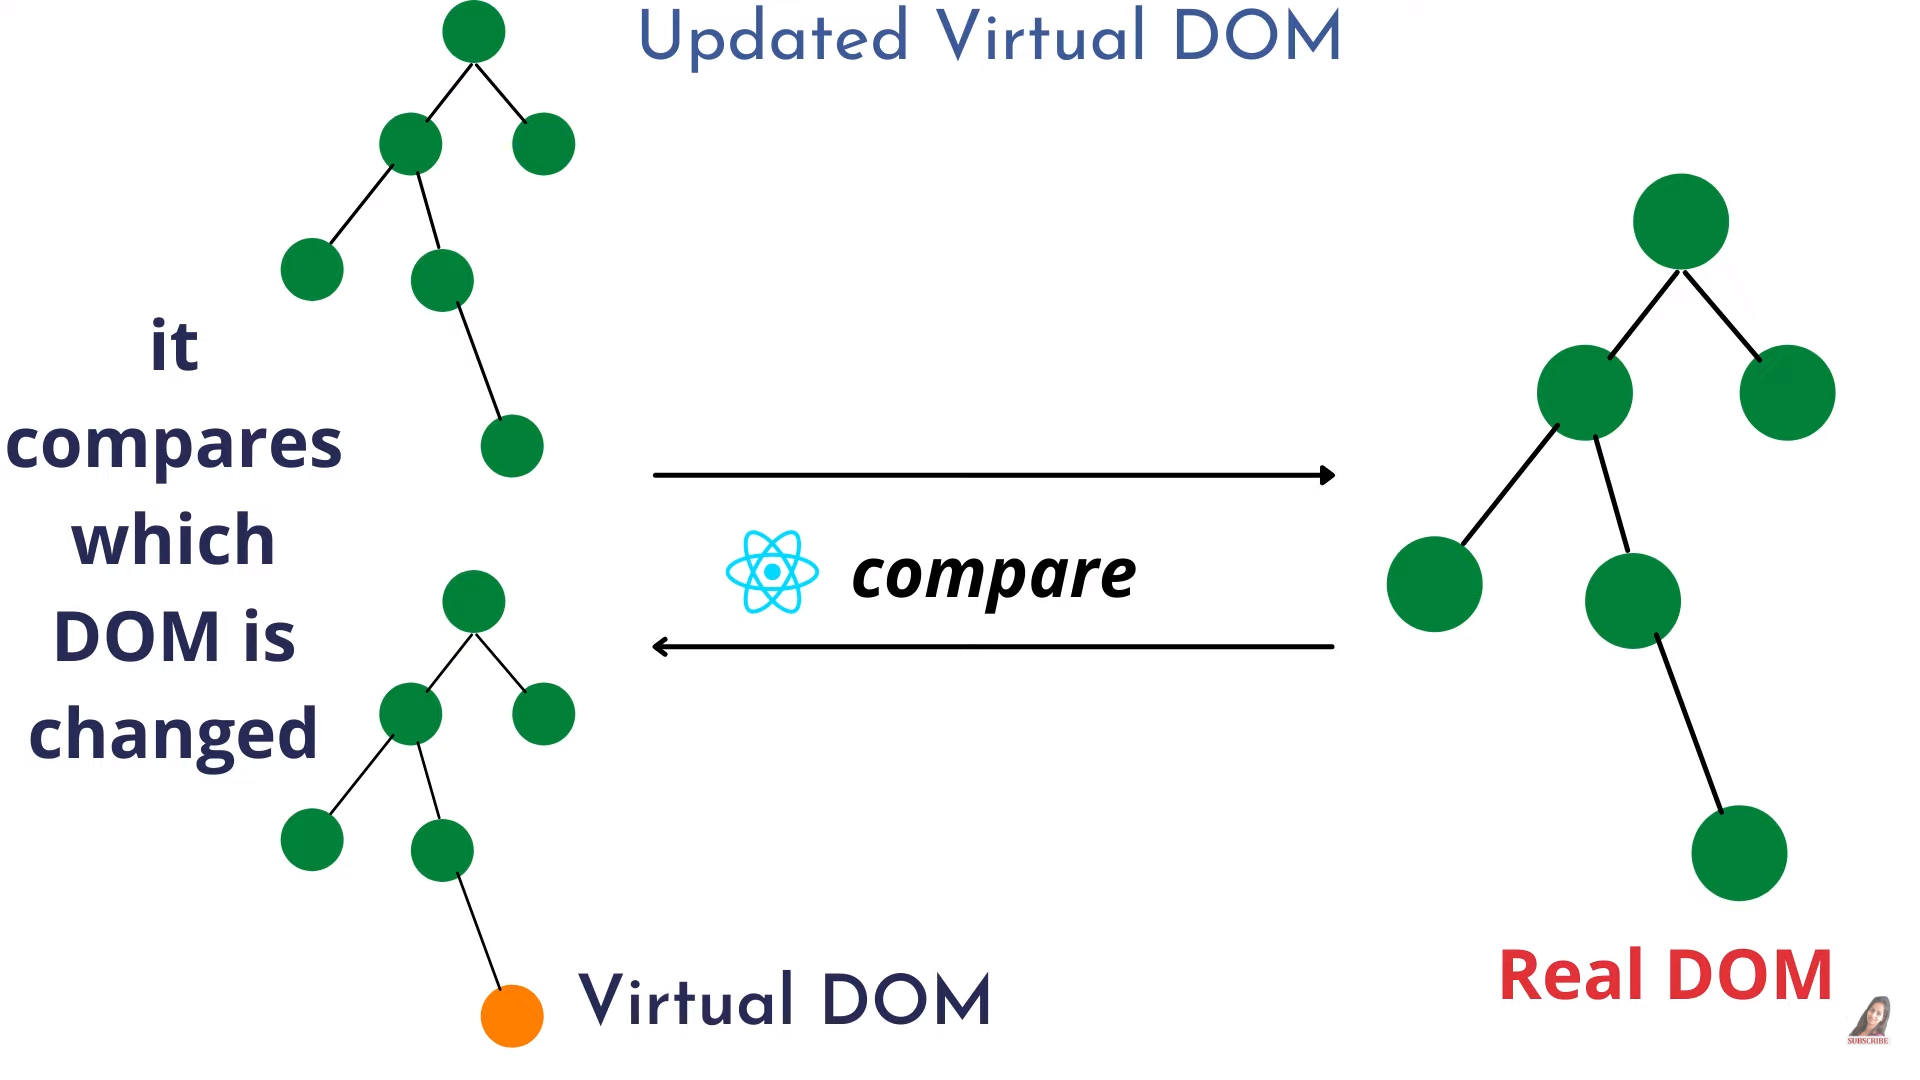 Updated Virtual DOM
it
compares
which
DOM is
changed
compare
Virtual DOM
Real DOM
SUBSCRIBE